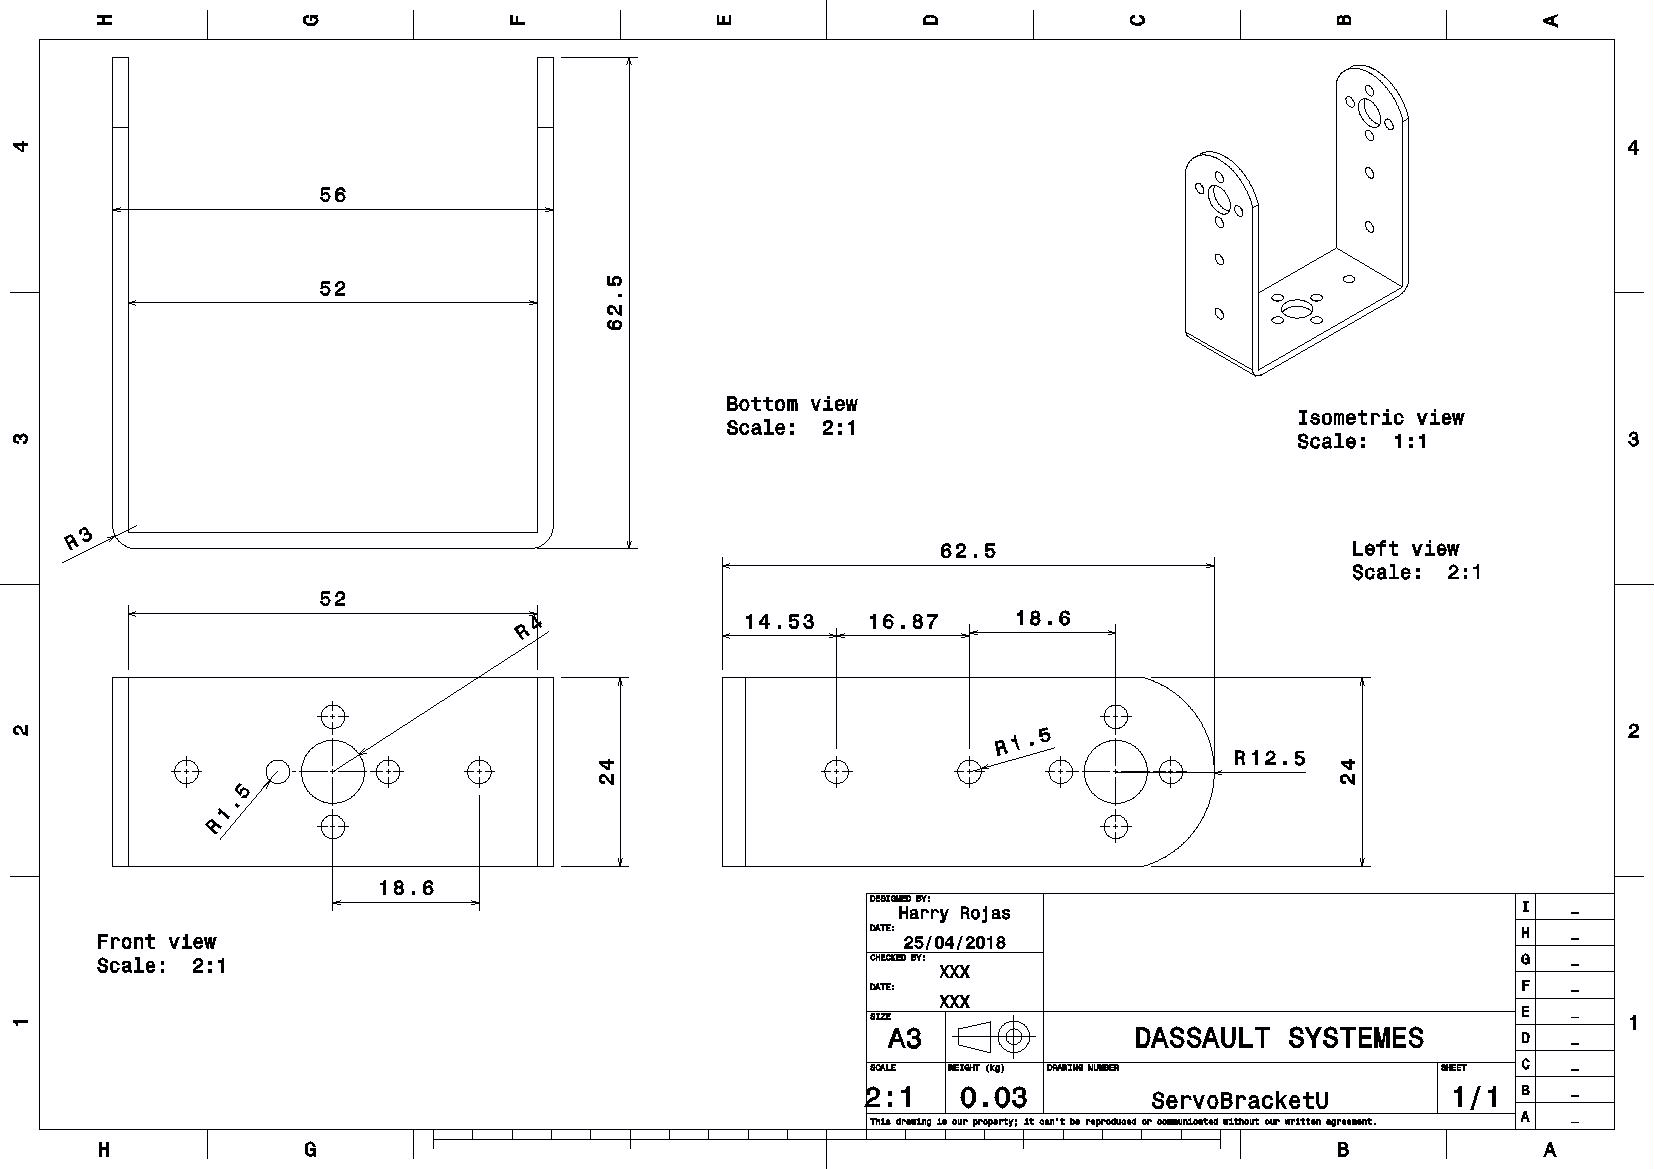 H G F E D C B A
4
4
56
52
62.5
Bottom view
Scale: 2:1
Isometric view
Scale: 1:1
3
3
R3
Left view
Scale: 2:1
62.5
52
14.53
16.87
18.6
R4
2
2
R1.5
24
R1.5
R12.5
24
18.6
Front view
Scale: 2:1
1
1
DESIGNED BY:
Harry Rojas
DATE:
25/04/2018
CHECKED BY:
XXX
DATE:
XXX
SIZE
A3
DASSAULT SYSTEMES
SCALE
2:1
WEIGHT (kg)
0.03
DRAWING NUMBER
ServoBracketU
SHEET
1/1
This drawing is our property; it can't be reproduced or communicated without our written agreement.
I _
H _
G _
F _
E _
D _
C _
B _
A _
H G B A